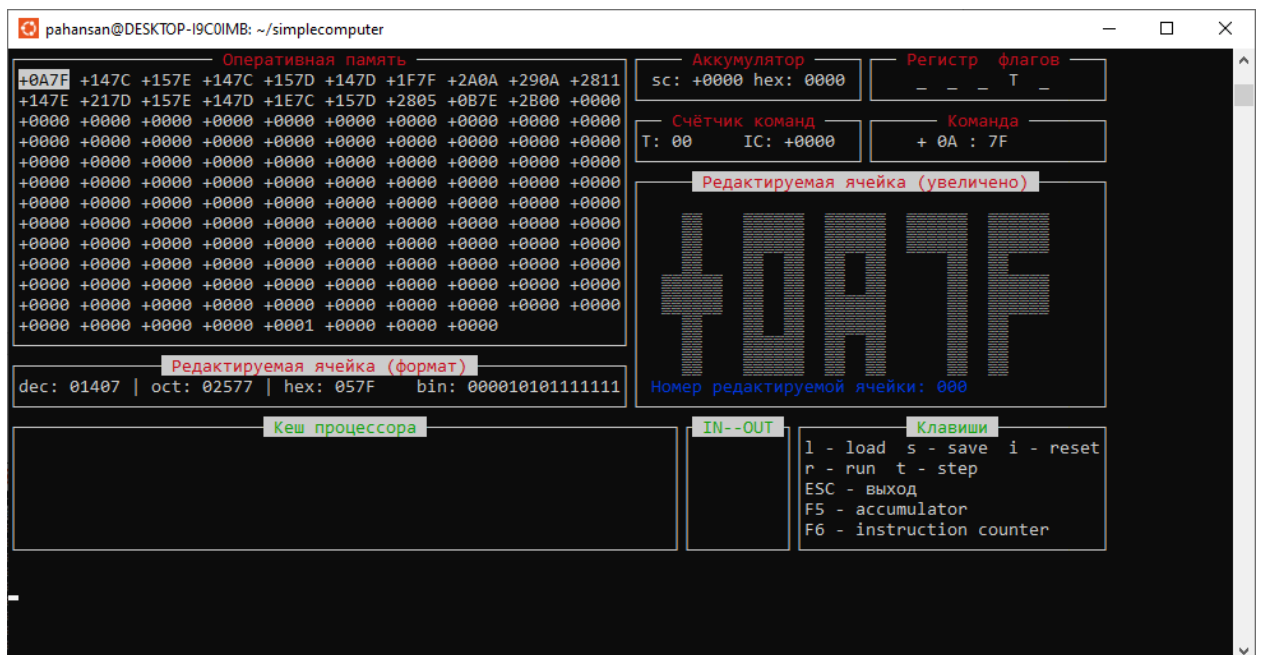 pahansan@DESKTOP-I9C0IMB: ~/simplecomputer
Оперативная память
+0A7F +147C +157E +147C +157D +147D +1F7F +2A0A +290A +2811
+147E +217D +157E +147D +1E7C +157D +2805 +0B7E +2B00 +0000
+0000 +0000 +0000 +0000 +0000 +0000 +0000 +0000 +0000 +0000
+0000 +0000 +0000 +0000 +0000 +0000 +0000 +0000 +0000 +0000
+0000 +0000 +0000 +0000 +0000 +0000 +0000 +0000 +0000 +0000
+0000 +0000 +0000 +0000 +0000 +0000 +0000 +0000 +0000 +0000
+0000 +0000 +0000 +0000 +0000 +0000 +0000 +0000 +0000 +0000
+0000 +0000 +0000 +0000 +0000 +0000 +0000 +0000 +0000 +0000
+0000 +0000 +0000 +0000 +0000 +0000 +0000 +0000 +0000 +0000
+0000 +0000 +0000 +0000 +0000 +0000 +0000 +0000 +0000 +0000
+0000 +0000 +0000 +0000 +0000 +0000 +0000 +0000 +0000 +0000
+0000 +0000 +0000 +0000 +0000 +0000 +0000 +0000 +0000 +0000
+0000 +0000 +0000 +0000 +0001 +0000 +0000 +0000
Аккумулятор
sc: +0000 hex: 0000
Регистр флагов
_ _ _ T _
Счётчик команд
T: 00 IC: +0000
Команда
+ 0A : 7F
Редактируемая ячейка (увеличено)
+0A7F
Номер редактируемой ячейки: 000
Редактируемая ячейка (формат)
dec: 01407 | oct: 02577 | hex: 057F bin: 000010101111111
Кеш процессора
IN--OUT
Клавиши
l - load s - save i - reset
r - run t - step
ESC - выход
F5 - accumulator
F6 - instruction counter